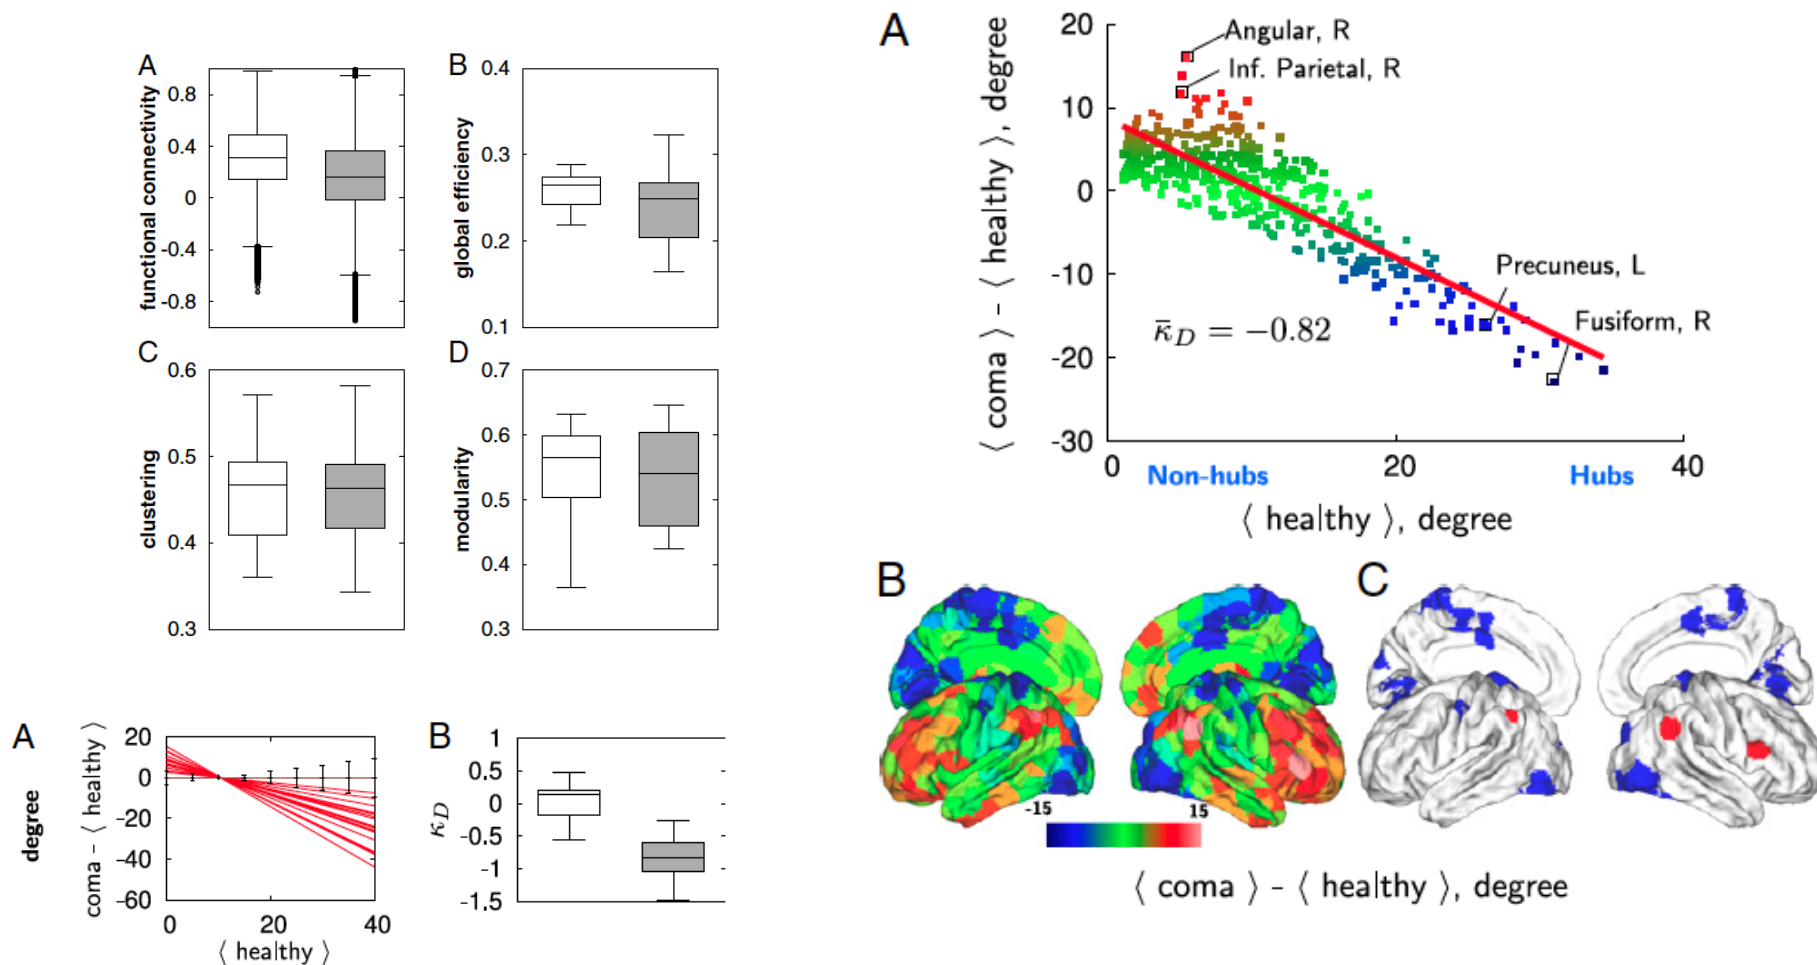 A
functional connectivity
0.8
0.4
0
-0.4
-0.8
B
global efficiency
0.4
0.3
0.2
0.1
C
clustering
0.6
0.5
0.4
0.3
D
modularity
0.7
0.6
0.5
0.4
0.3
A
degree
coma - ⟨ healthy ⟩
20
0
-20
-40
-60
0 20 40
⟨ healthy ⟩
B
κD
1
0.5
0
-0.5
-1
-1.5
A
⟨ coma ⟩ - ⟨ healthy ⟩, degree
20
10
0
-10
-20
-30
Angular, R
Inf. Parietal, R
Precuneus, L
Fusiform, R
κ̄D = −0.82
0 20 40
Non-hubs Hubs
⟨ healthy ⟩, degree
B
C
-15 15
⟨ coma ⟩ - ⟨ healthy ⟩, degree